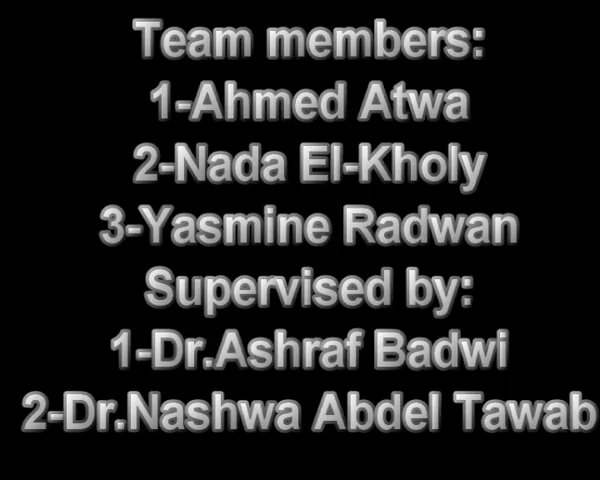 Team members:
1-Ahmed Atwa
2-Nada El-Kholy
3-Yasmine Radwan
Supervised by:
1-Dr.Ashraf Badwi
2-Dr.Nashwa Abdel Tawab